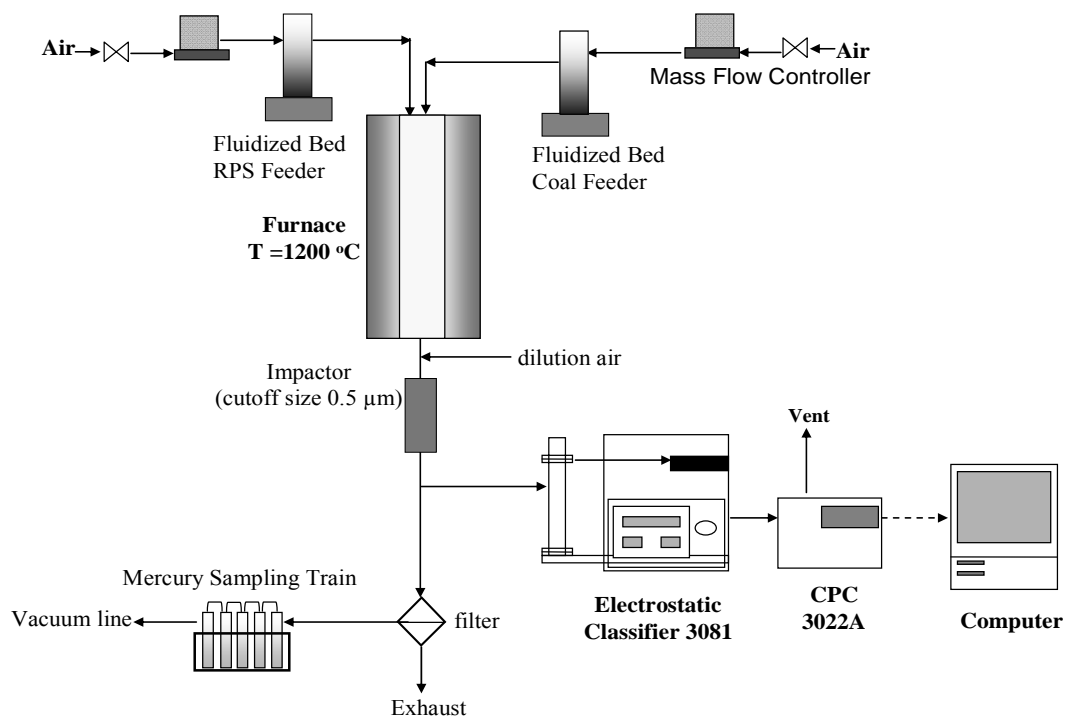 Air
Air
Mass Flow Controller
Fluidized Bed
RPS Feeder
Fluidized Bed
Coal Feeder
Furnace
T =1200 °C
dilution air
Impactor
(cutoff size 0.5 µm)
Vent
Mercury Sampling Train
Vacuum line
filter
Electrostatic
Classifier 3081
CPC
3022A
Computer
Exhaust